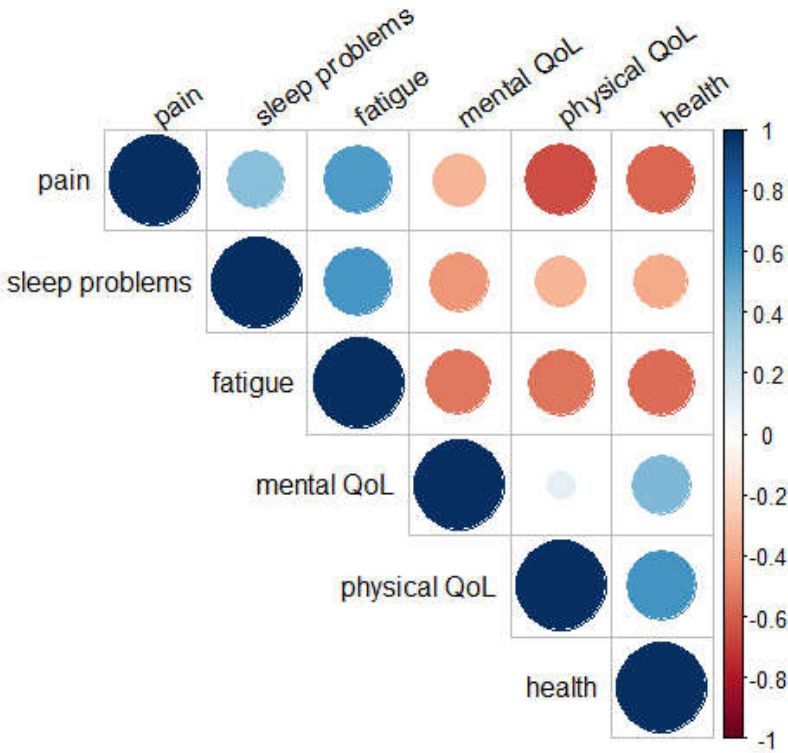 pain
sleep problems
fatigue
mental QoL
physical QoL
health
pain
sleep problems
fatigue
mental QoL
physical QoL
health
1
0.8
0.6
0.4
0.2
0
-0.2
-0.4
-0.6
-0.8
-1